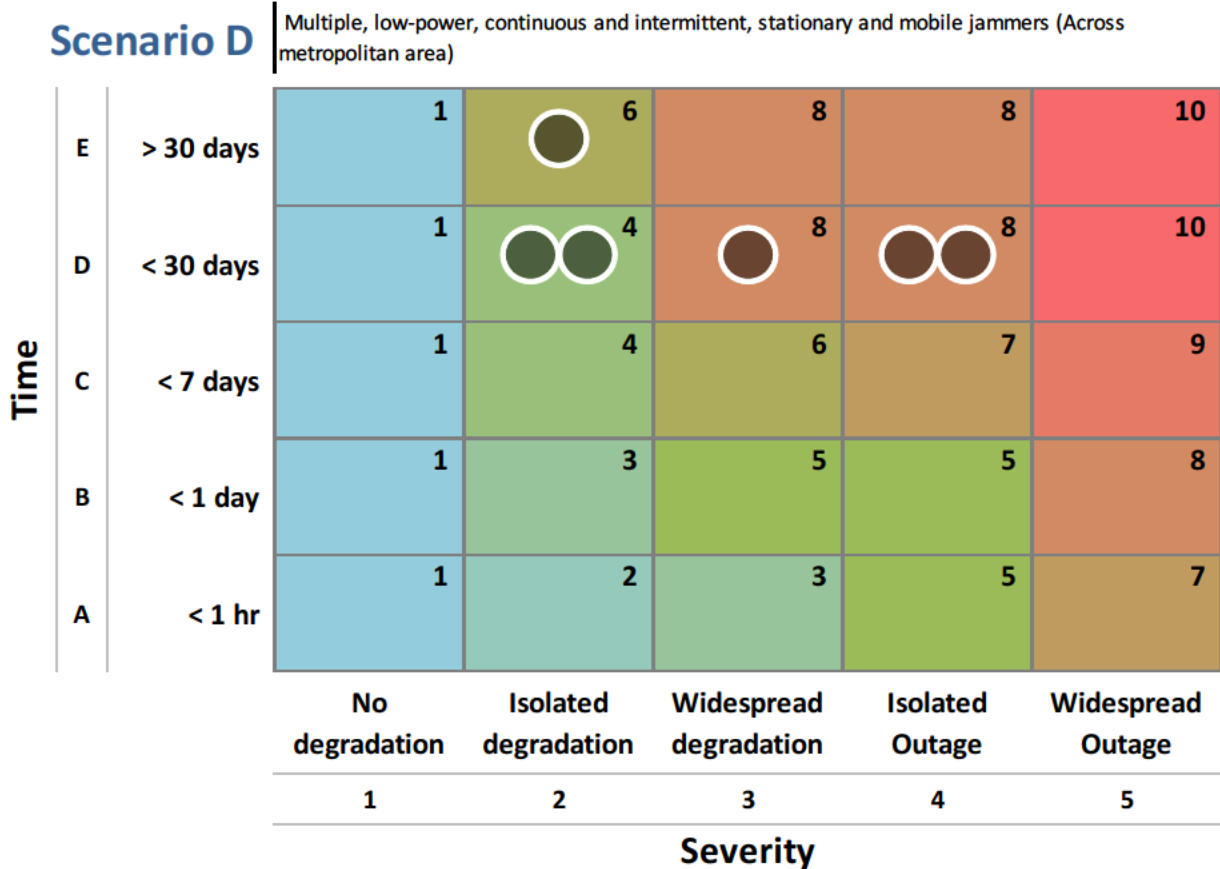 Scenario D
Multiple, low-power, continuous and intermittent, stationary and mobile jammers (Across
metropolitan area)
Time
E > 30 days 1 6 8 8 10
D < 30 days 1 4 8 8 10
C < 7 days 1 4 6 7 9
B < 1 day 1 3 5 5 8
A < 1 hr 1 2 3 5 7
No Isolated Widespread Isolated Widespread
degradation degradation degradation Outage Outage
1 2 3 4 5
Severity